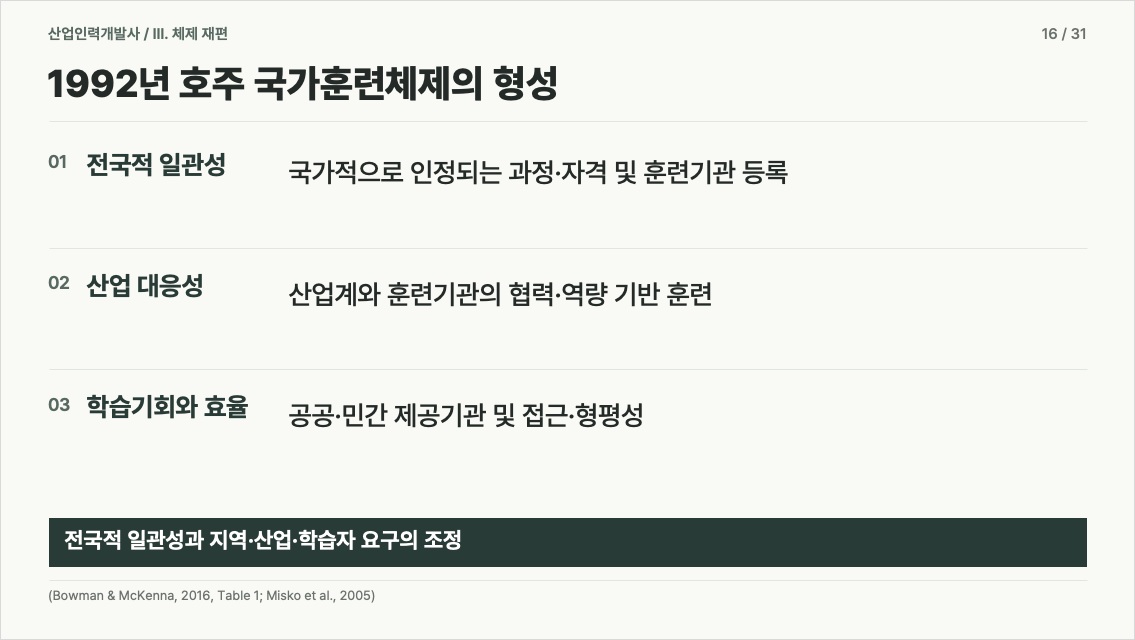 산업인력개발사 / III. 체제 재편
16 / 31
1992년 호주 국가훈련체제의 형성
01 전국적 일관성 국가적으로 인정되는 과정·자격 및 훈련기관 등록
02 산업 대응성 산업계와 훈련기관의 협력·역량 기반 훈련
03 학습기회와 효율 공공·민간 제공기관 및 접근·형평성
전국적 일관성과 지역·산업·학습자 요구의 조정
(Bowman & McKenna, 2016, Table 1; Misko et al., 2005)